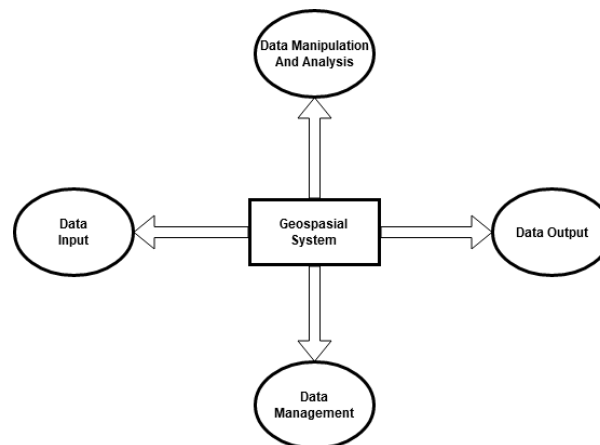 Data Manipulation
And Analysis
Data
Input
Geospasial
System
Data Output
Data
Management